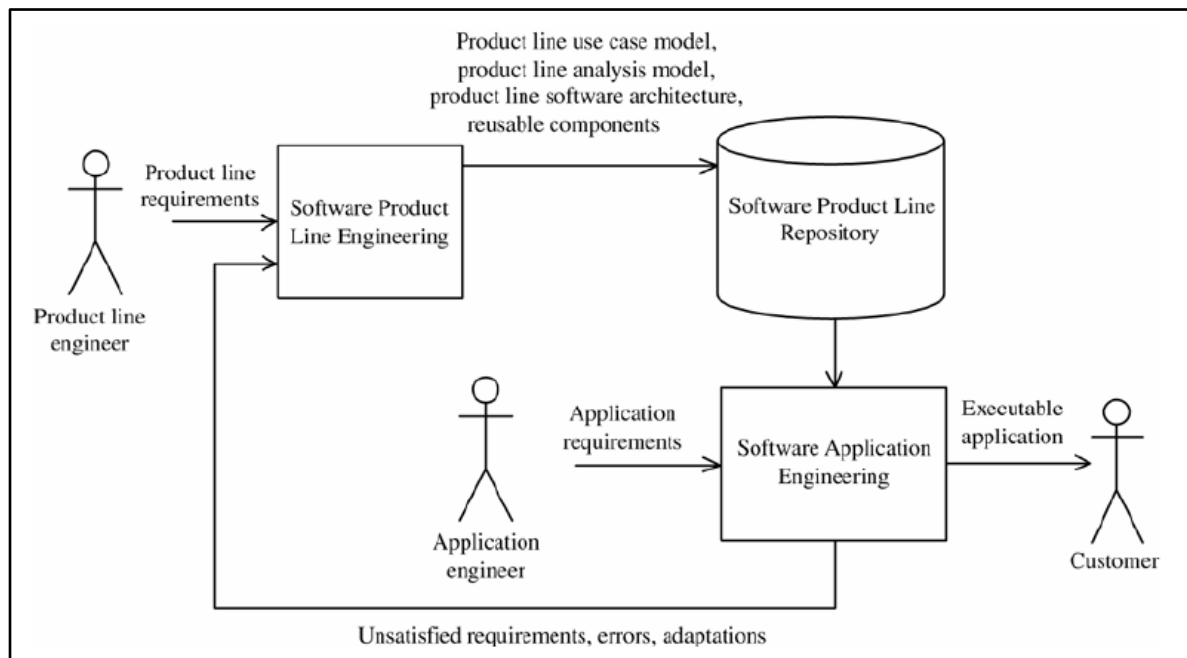 Product line use case model,
product line analysis model,
product line software architecture,
reusable components
Product line
requirements
Software Product
Line Engineering
Software Product Line
Repository
Product line
engineer
Application
requirements
Software Application
Engineering
Executable
application
Application
engineer
Customer
Unsatisfied requirements, errors, adaptations